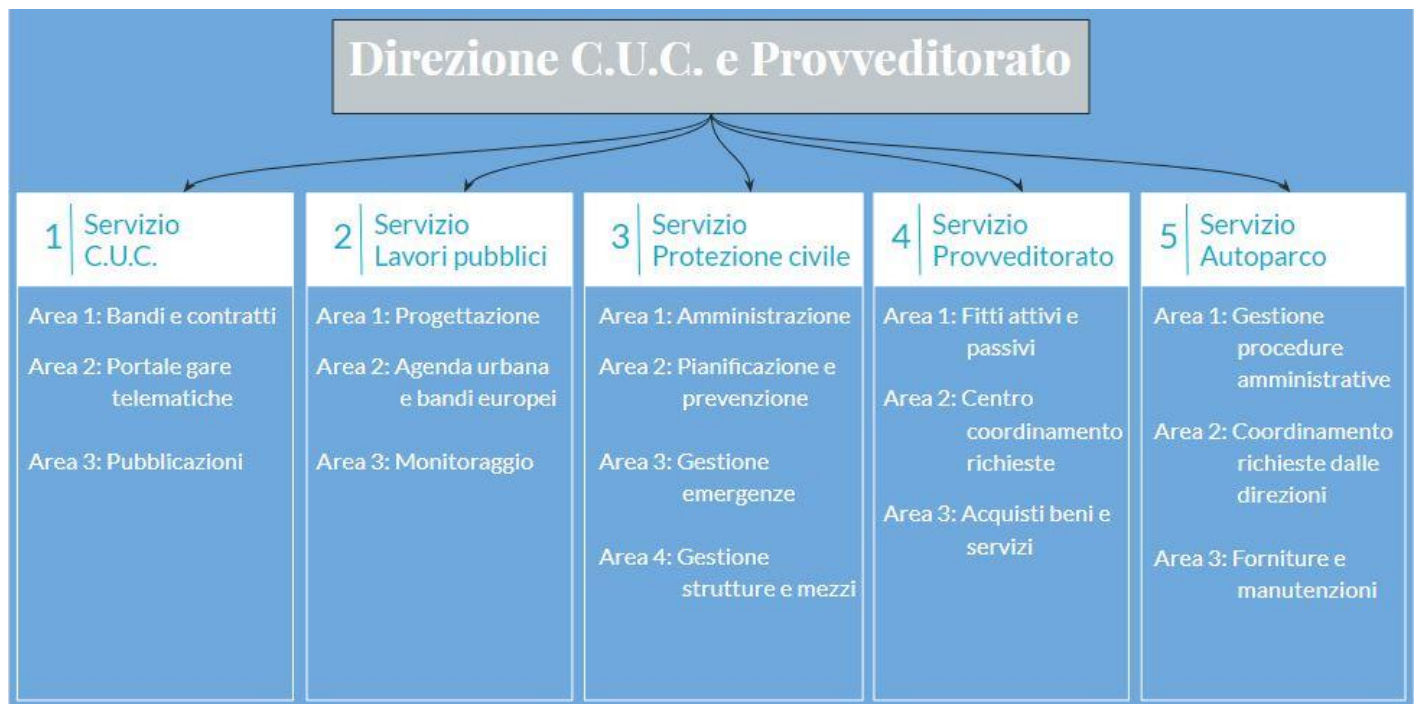 Direzione C.U.C. e Provveditorato
1 Servizio
C.U.C.
Area 1: Bandi e contratti
Area 2: Portale gare
telematiche
Area 3: Pubblicazioni
2 Servizio
Lavori pubblici
Area 1: Progettazione
Area 2: Agenda urbana
e bandi europei
Area 3: Monitoraggio
3 Servizio
Protezione civile
Area 1: Amministrazione
Area 2: Pianificazione e
prevenzione
Area 3: Gestione
emergenze
Area 4: Gestione
strutture e mezzi
4 Servizio
Provveditorato
Area 1: Fitti attivi e
passivi
Area 2: Centro
coordinamento
richieste
Area 3: Acquisti beni e
servizi
5 Servizio
Autoparco
Area 1: Gestione
procedure
amministrative
Area 2: Coordinamento
richieste dalle
direzioni
Area 3: Forniture e
manutenzioni